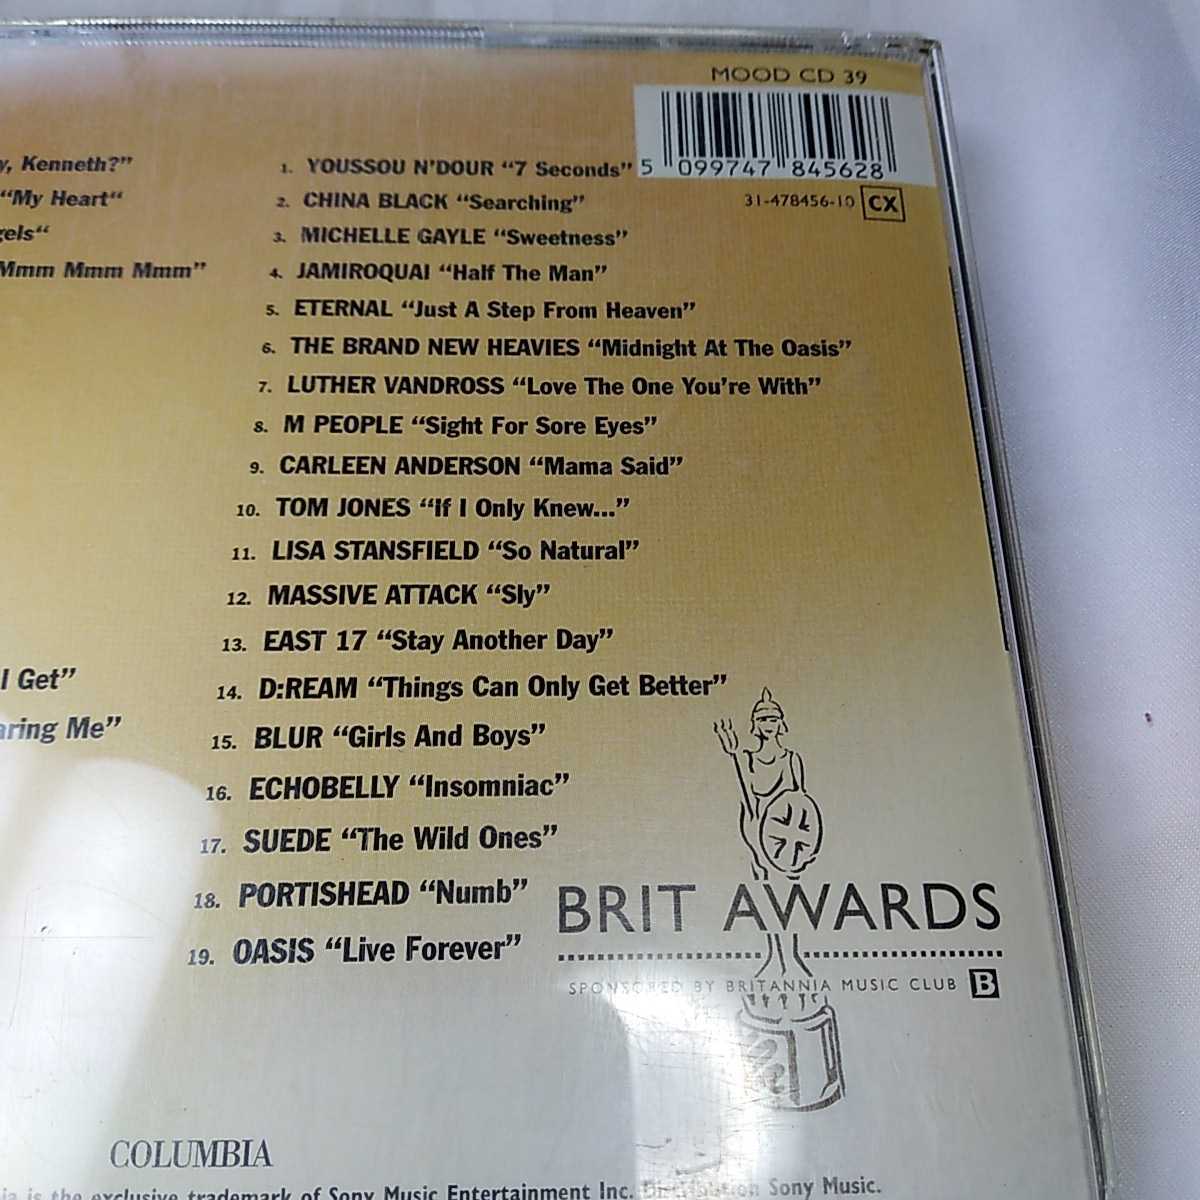 MOOD CD 39
5 099747 845628
31-478456-10 CX
y, Kenneth?”
“My Heart“
gels“
Mmm Mmm Mmm”
I Get”
aring Me”
1. YOUSSOU N'DOUR “7 Seconds”
2. CHINA BLACK “Searching”
3. MICHELLE GAYLE “Sweetness”
4. JAMIROQUAI “Half The Man”
5. ETERNAL “Just A Step From Heaven”
6. THE BRAND NEW HEAVIES “Midnight At The Oasis”
7. LUTHER VANDROSS “Love The One You're With”
8. M PEOPLE “Sight For Sore Eyes”
9. CARLEEN ANDERSON “Mama Said”
10. TOM JONES “If I Only Knew...”
11. LISA STANSFIELD “So Natural”
12. MASSIVE ATTACK “Sly”
13. EAST 17 “Stay Another Day”
14. D:REAM “Things Can Only Get Better”
15. BLUR “Girls And Boys”
16. ECHOBELLY “Insomniac”
17. SUEDE “The Wild Ones”
18. PORTISHEAD “Numb”
19. OASIS “Live Forever”
BRIT AWARDS
SPONSORED BY BRITANNIA MUSIC CLUB B
COLUMBIA
ia is the exclusive trademark of Sony Music Entertainment Inc. Distribution Sony Music.